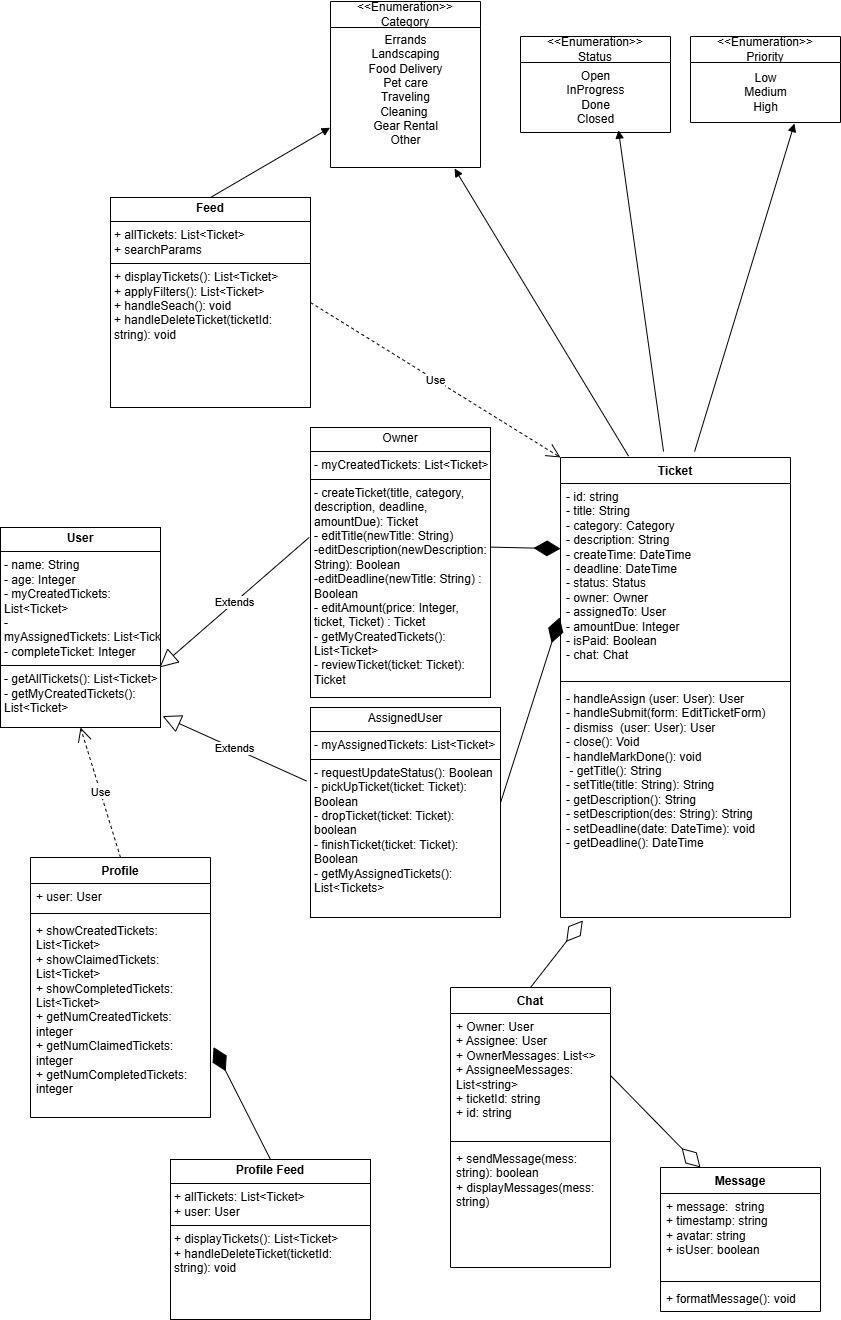 <<Enumeration>>
Category
Errands
Landscaping
Food Delivery
Pet care
Traveling
Cleaning
Gear Rental
Other
<<Enumeration>>
Status
Open
InProgress
Done
Closed
<<Enumeration>>
Priority
Low
Medium
High
Feed
+ allTickets: List<Ticket>
+ searchParams
+ displayTickets(): List<Ticket>
+ applyFilters(): List<Ticket>
+ handleSeach(): void
+ handleDeleteTicket(ticketId:
string): void
Use
Owner
- myCreatedTickets: List<Ticket>
- createTicket(title, category,
description, deadline,
amountDue): Ticket
- editTitle(newTitle: String)
-editDescription(newDescription:
String): Boolean
-editDeadline(newTitle: String) :
Boolean
- editAmount(price: Integer,
ticket, Ticket) : Ticket
- getMyCreatedTickets():
List<Ticket>
- reviewTicket(ticket: Ticket):
Ticket
Ticket
- id: string
- title: String
- category: Category
- description: String
- createTime: DateTime
- deadline: DateTime
- status: Status
- owner: Owner
- assignedTo: User
- amountDue: Integer
- isPaid: Boolean
- chat: Chat
- handleAssign (user: User): User
- handleSubmit(form: EditTicketForm)
- dismiss  (user: User): User
- close(): Void
- handleMarkDone(): void
- getTitle(): String
- setTitle(title: String): String
- getDescription(): String
- setDescription(des: String): String
- setDeadline(date: DateTime): void
- getDeadline(): DateTime
User
- name: String
- age: Integer
- myCreatedTickets:
List<Ticket>
-
myAssignedTickets: List<Tick
- completeTicket: Integer
- getAllTickets(): List<Ticket>
- getMyCreatedTickets():
List<Ticket>
Extends
Extends
AssignedUser
- myAssignedTickets: List<Ticket>
- requestUpdateStatus(): Boolean
- pickUpTicket(ticket: Ticket):
Boolean
- dropTicket(ticket: Ticket):
boolean
- finishTicket(ticket: Ticket):
Boolean
- getMyAssignedTickets():
List<Tickets>
Use
Profile
+ user: User
+ showCreatedTickets:
List<Ticket>
+ showClaimedTickets:
List<Ticket>
+ showCompletedTickets:
List<Ticket>
+ getNumCreatedTickets:
integer
+ getNumClaimedTickets:
integer
+ getNumCompletedTickets:
integer
Chat
+ Owner: User
+ Assignee: User
+ OwnerMessages: List<>
+ AssigneeMessages:
List<string>
+ ticketId: string
+ id: string
+ sendMessage(mess:
string): boolean
+ displayMessages(mess:
string)
Profile Feed
+ allTickets: List<Ticket>
+ user: User
+ displayTickets(): List<Ticket>
+ handleDeleteTicket(ticketId:
string): void
Message
+ message:  string
+ timestamp: string
+ avatar: string
+ isUser: boolean
+ formatMessage(): void